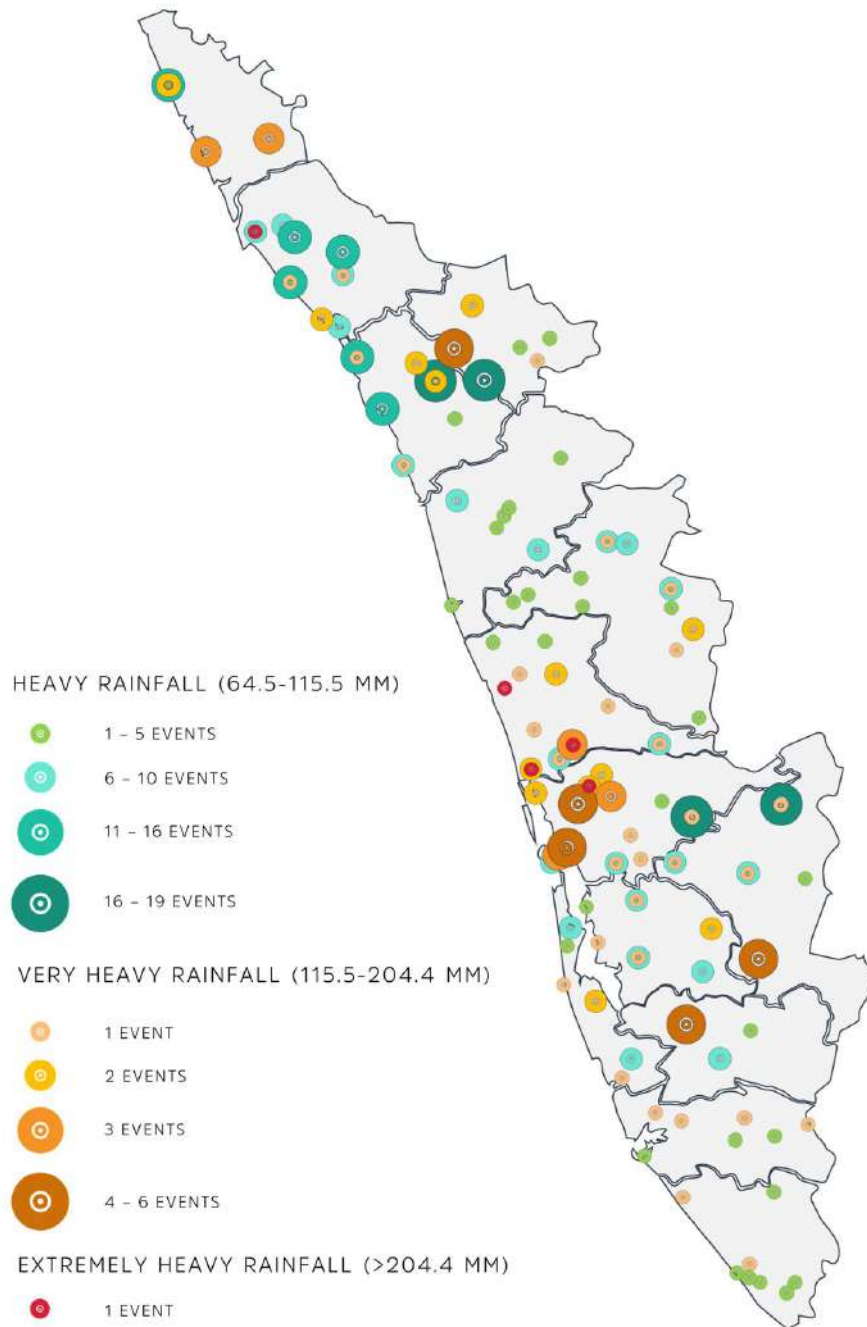 HEAVY RAINFALL (64.5-115.5 MM)
1 – 5 EVENTS
6 – 10 EVENTS
11 – 16 EVENTS
16 – 19 EVENTS
VERY HEAVY RAINFALL (115.5-204.4 MM)
1 EVENT
2 EVENTS
3 EVENTS
4 – 6 EVENTS
EXTREMELY HEAVY RAINFALL (>204.4 MM)
1 EVENT